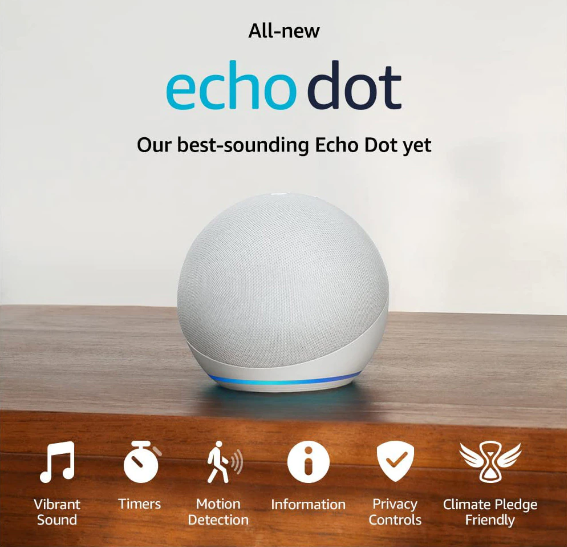 All-new
echo dot
Our best-sounding Echo Dot yet
Vibrant
Sound
Timers
Motion
Detection
Information
Privacy
Controls
Climate Pledge
Friendly